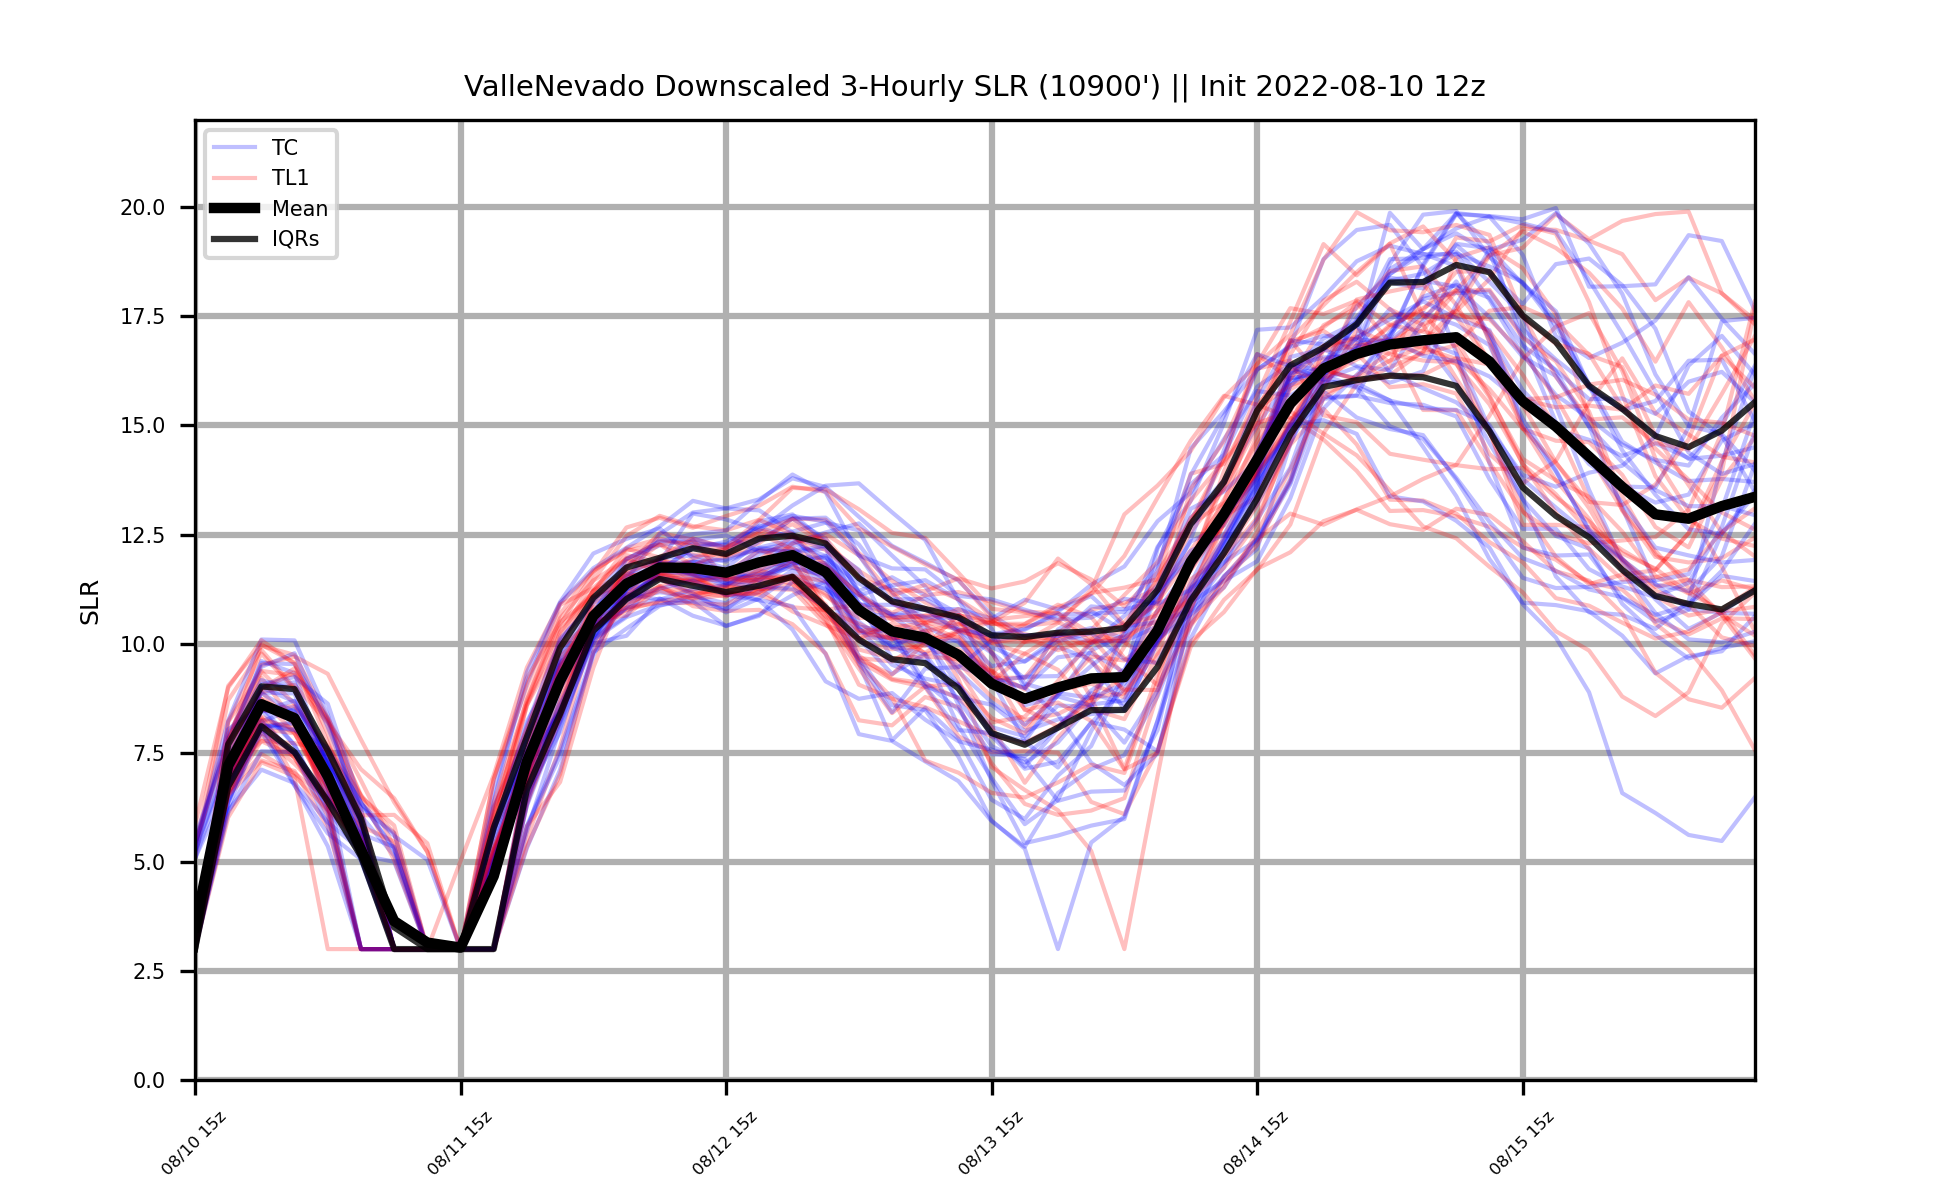 ValleNevado Downscaled 3-Hourly SLR (10900') || Init 2022-08-10 12z
TC
TL1
Mean
IQRs
SLR
20.0
17.5
15.0
12.5
10.0
7.5
5.0
2.5
0.0
08/10 15z
08/11 15z
08/12 15z
08/13 15z
08/14 15z
08/15 15z